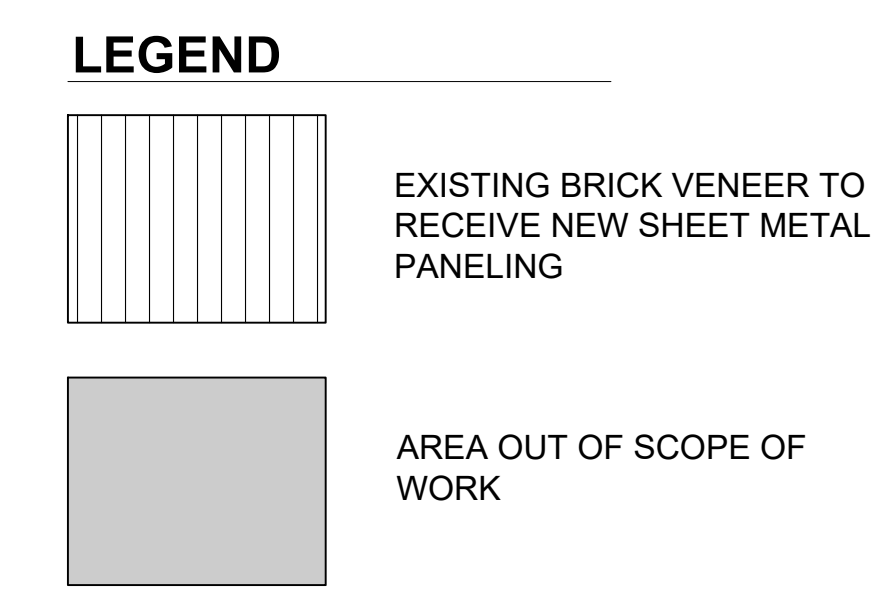 LEGEND
EXISTING BRICK VENEER TO
RECEIVE NEW SHEET METAL
PANELING
AREA OUT OF SCOPE OF
WORK